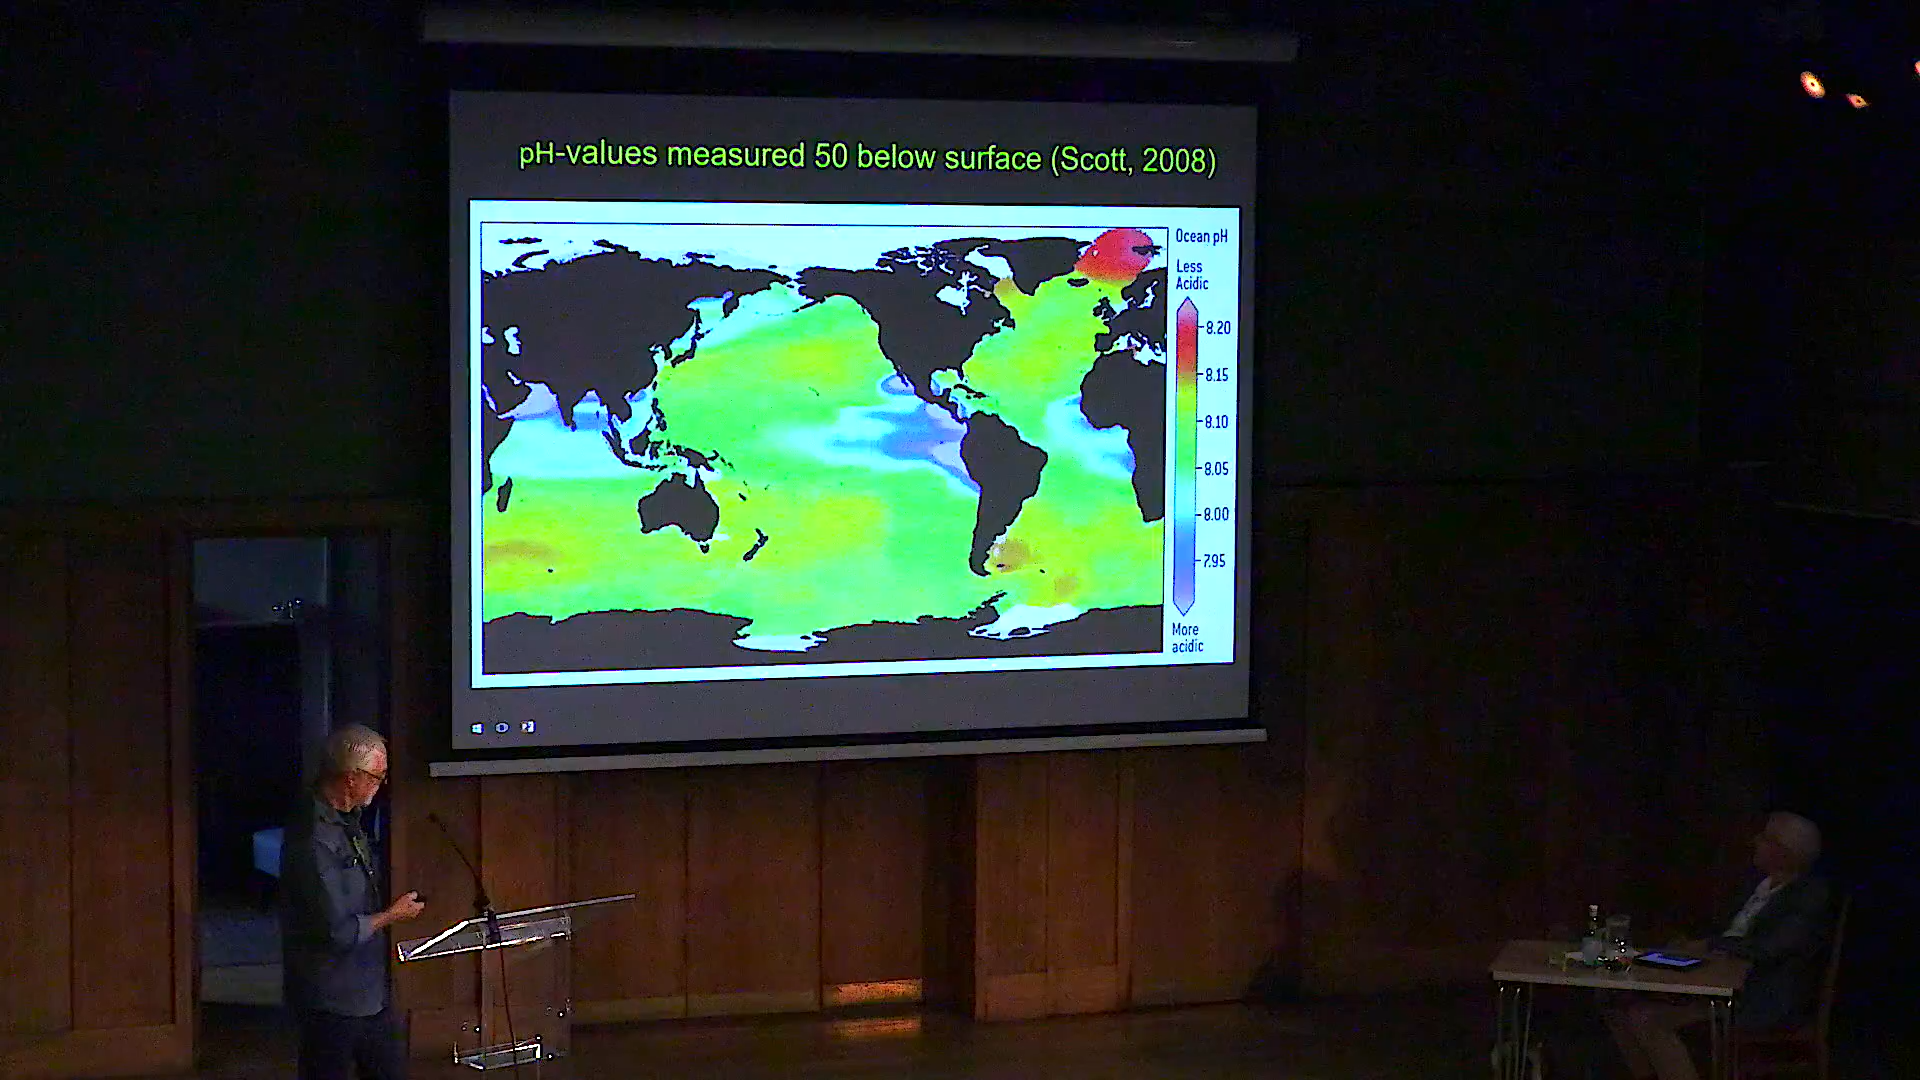 pH-values measured 50 below surface (Scott, 2008)
Ocean pH
Less
Acidic
8.20
8.15
8.10
8.05
8.00
7.95
More
acidic